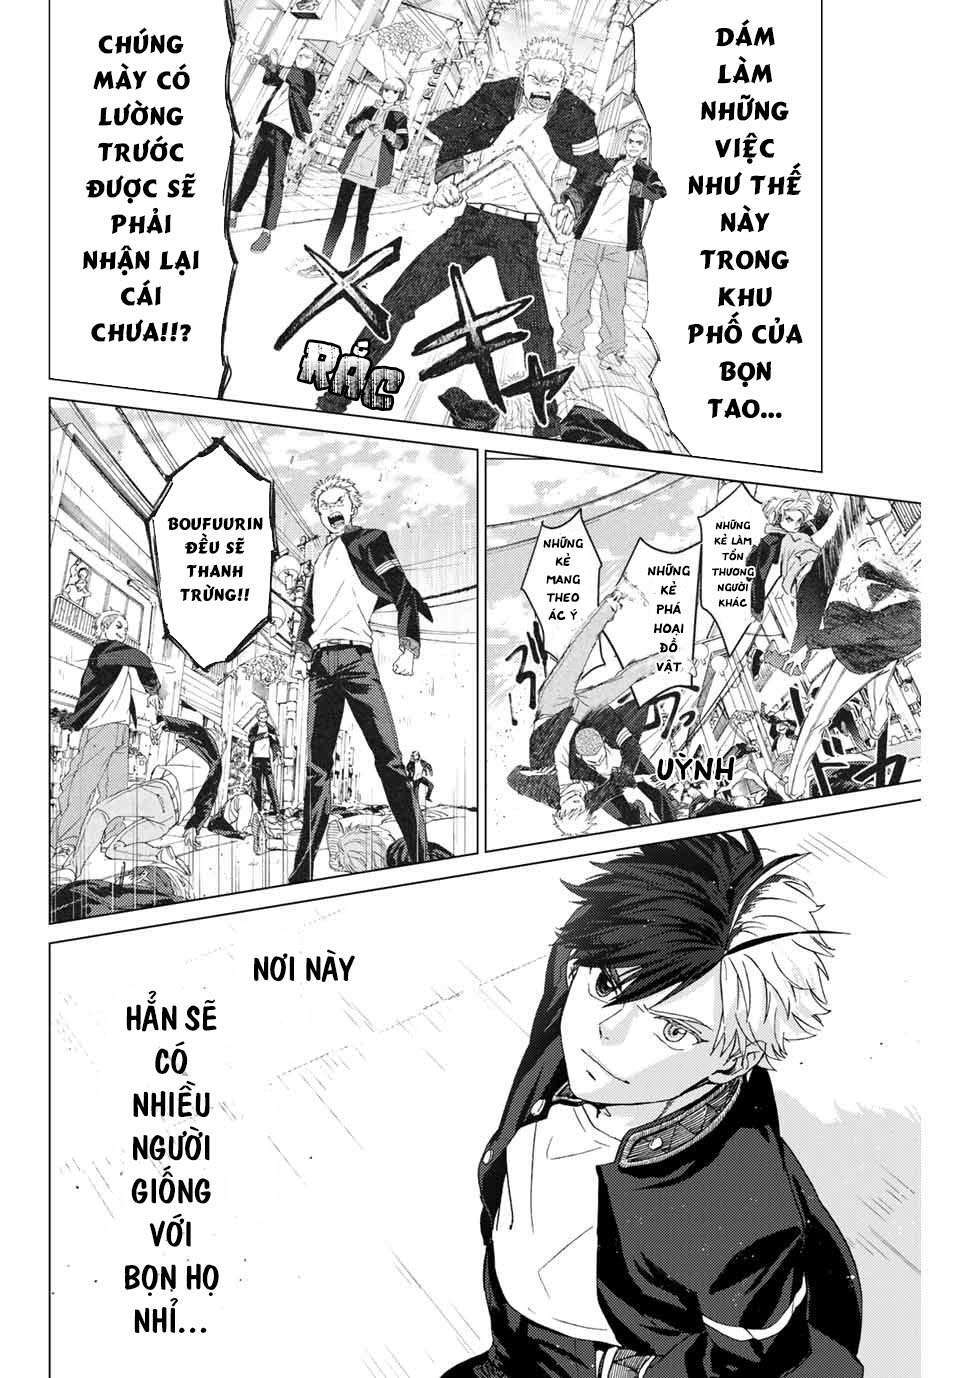 DÁM
LÀM
NHỮNG
VIỆC
NHƯ THẾ
NÀY
TRONG
KHU
PHỐ CỦA
BỌN
TAO...
CHÚNG
MÀY CÓ
LƯỜNG
TRƯỚC
ĐƯỢC SẼ
PHẢI
NHẬN LẠI
CÁI
CHƯA!!?
RẮC
NHỮNG
KẺ LÀM
TỔN
THƯƠNG
NGƯỜI
KHÁC
NHỮNG
KẺ PHÁ
HOẠI
ĐỒ
VẬT
NHỮNG
KẺ
MANG
THEO
ÁC Ý
UỲNH
BOUFUURIN
ĐỀU SẼ
THANH
TRỪNG!!
NƠI NÀY
HẲN SẼ
CÓ
NHIỀU
NGƯỜI
GIỐNG
VỚI
BỌN HỌ
NHỈ...